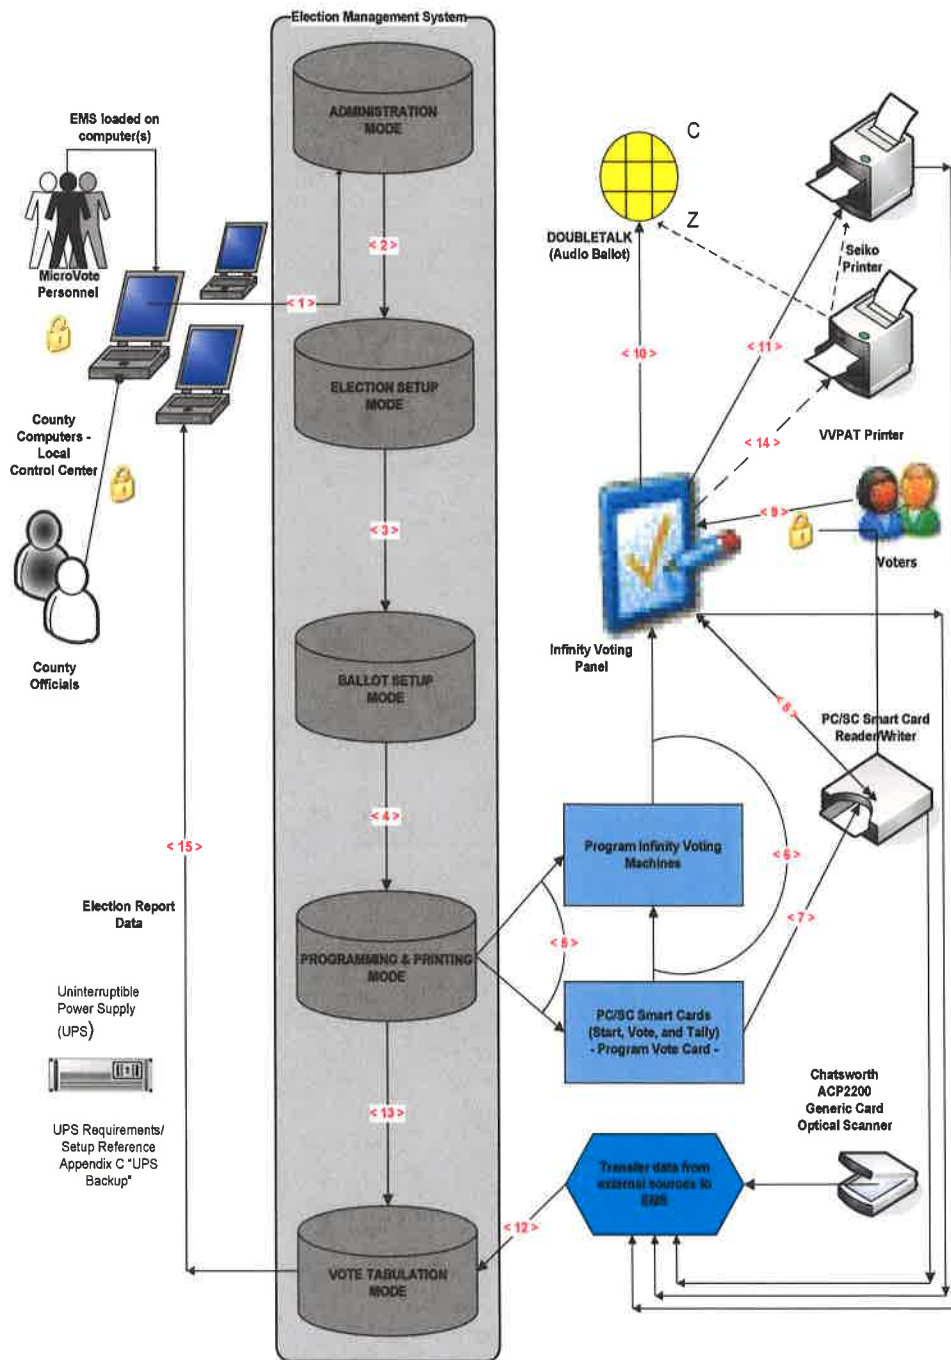 Election Management System
ADMINISTRATION
MODE
EMS loaded on
computer(s)
MicroVote
Personnel
< 1 >
< 2 >
C
Z
DOUBLETALK
(Audio Ballot)
Seiko
Printer
< 10 >
< 11 >
ELECTION SETUP
MODE
County
Computers -
Local
Control Center
VVPAT Printer
< 14 >
< 9 >
Voters
< 3 >
County
Officials
Infinity Voting
Panel
BALLOT SETUP
MODE
< 8 >
PC/SC Smart Card
Reader/Writer
< 4 >
< 15 >
Program Infinity Voting
Machines
< 6 >
< 7 >
Election Report
Data
PROGRAMMING & PRINTING
MODE
< 5 >
PC/SC Smart Cards
(Start, Vote, and Tally)
- Program Vote Card -
Uninterruptible
Power Supply
(UPS)
UPS Requirements/
Setup Reference
Appendix C "UPS
Backup"
< 13 >
Chatsworth
ACP2200
Generic Card
Optical Scanner
Transfer data from
external sources to
EMS
< 12 >
VOTE TABULATION
MODE